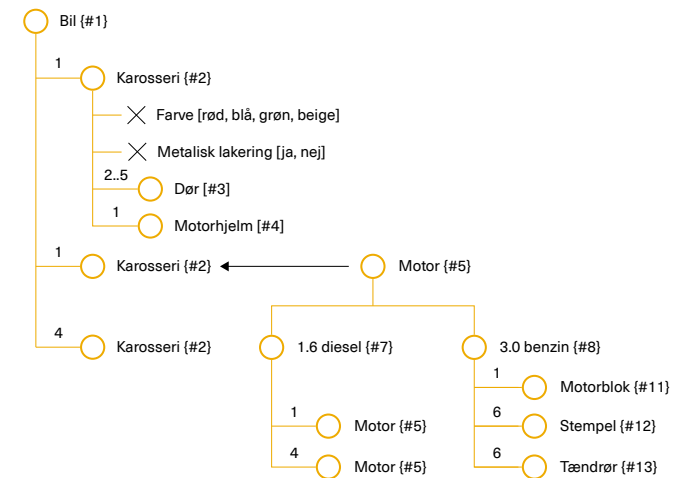 Bil {#1}
1
Karosseri {#2}
Farve [rød, blå, grøn, beige]
Metalisk lakering [ja, nej]
2..5
Dør [#3]
1
Motorhjelm [#4]
1
Karosseri {#2}
Motor {#5}
4
Karosseri {#2}
1.6 diesel {#7}
3.0 benzin {#8}
1
Motorblok {#11}
1
Motor {#5}
6
Stempel {#12}
4
Motor {#5}
6
Tændrør {#13}